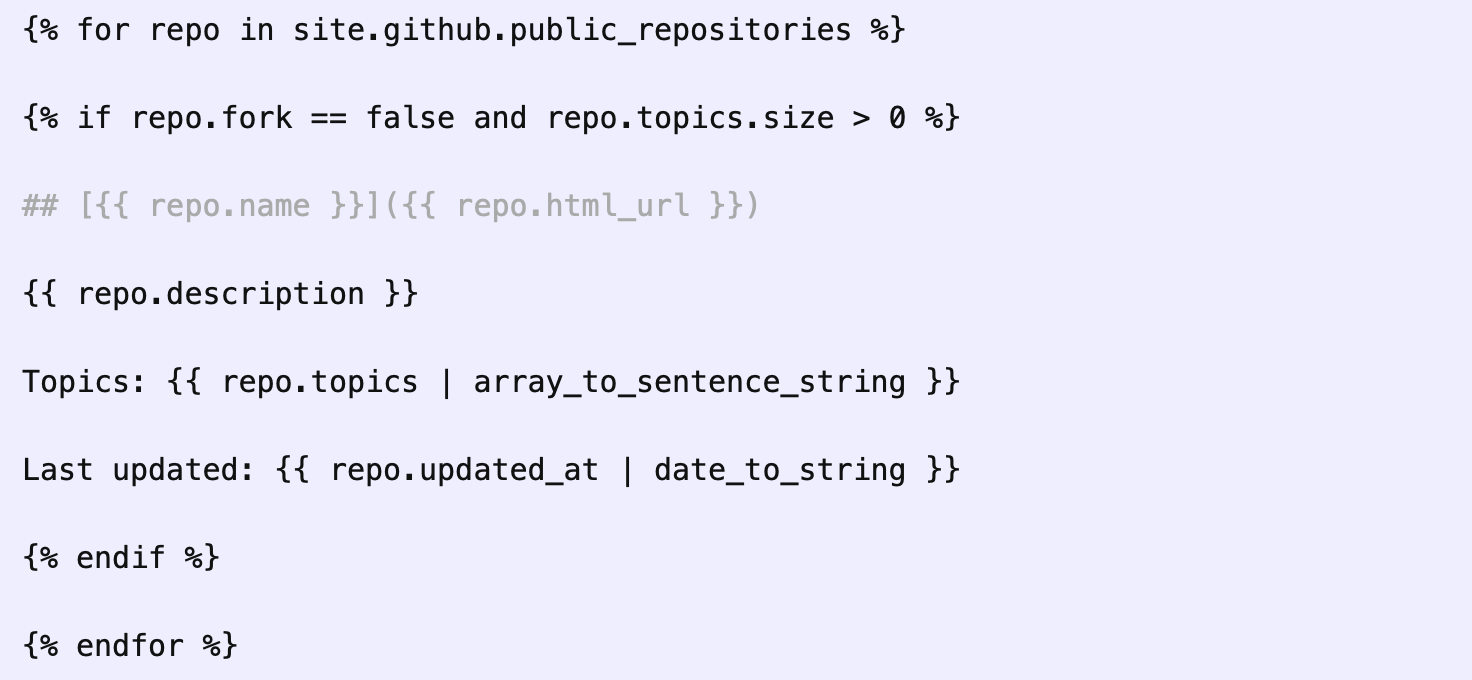 {% for repo in site.github.public_repositories %}
{% if repo.fork == false and repo.topics.size > 0 %}
## [{{ repo.name }}]({{ repo.html_url }})
{{ repo.description }}
Topics: {{ repo.topics | array_to_sentence_string }}
Last updated: {{ repo.updated_at | date_to_string }}
{% endif %}
{% endfor %}